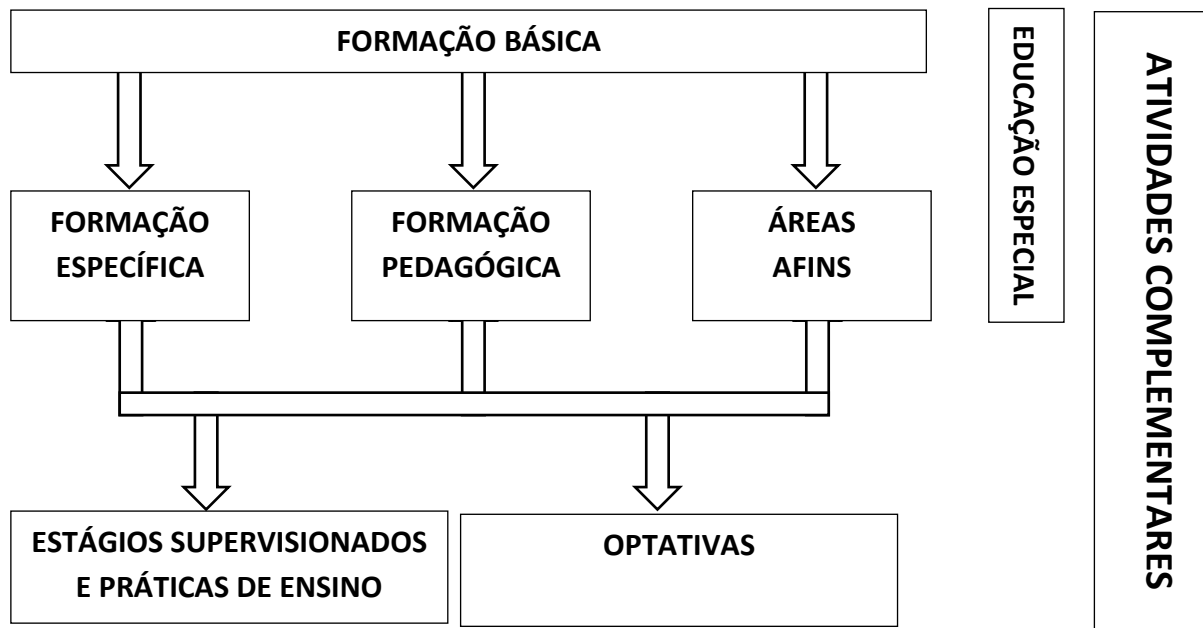 FORMAÇÃO BÁSICA
FORMAÇÃO
ESPECÍFICA
FORMAÇÃO
PEDAGÓGICA
ÁREAS
AFINS
ESTÁGIOS SUPERVISIONADOS
E PRÁTICAS DE ENSINO
OPTATIVAS
EDUCAÇÃO ESPECIAL
ATIVIDADES COMPLEMENTARES